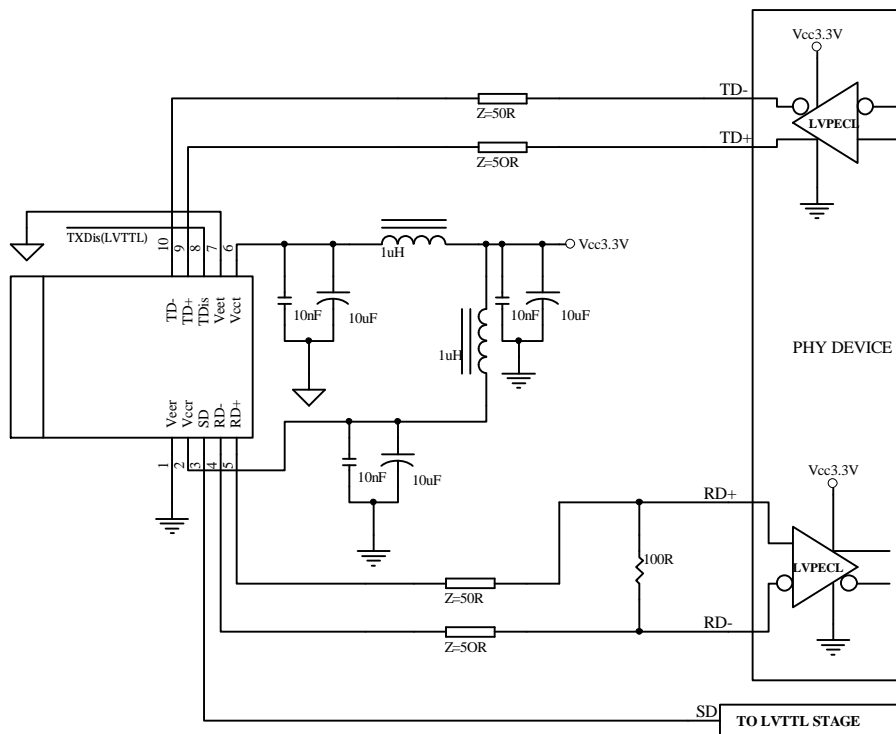 Vcc3.3V
TD-
LVPECL
Z=50R
TD+
Z=5OR
TXDis(LVTTL)
10
9
8
7
6
Vcc3.3V
1uH
TD-
TD+
TDis
Veet
Vcct
10nF
10uF
10nF
10uF
1uH
PHY DEVICE
Veer
Vccr
SD
RD-
RD+
1
2
3
4
5
10nF
10uF
Vcc3.3V
RD+
100R
LVPECL
Z=50R
RD-
Z=5OR
SD
TO LVTTL STAGE